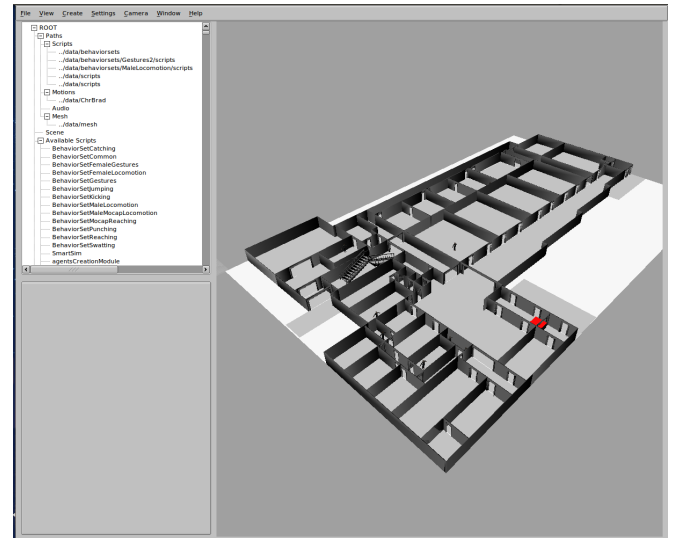 File View Create Settings Camera Window Help
ROOT
Paths
Scripts
../data/behaviorsets
../data/behaviorsets/Gestures2/scripts
../data/behaviorsets/MaleLocomotion/scripts
../data/scripts
../data/scripts
Motions
../data/ChrBrad
Audio
Mesh
../data/mesh
Scene
Available Scripts
BehaviorSetCatching
BehaviorSetCommon
BehaviorSetFemaleGestures
BehaviorSetFemaleLocomotion
BehaviorSetGestures
BehaviorSetJumping
BehaviorSetKicking
BehaviorSetMaleLocomotion
BehaviorSetMaleMocapLocomotion
BehaviorSetMocapReaching
BehaviorSetPunching
BehaviorSetReaching
BehaviorSetSwatting
SmartSim
agentsCreationModule